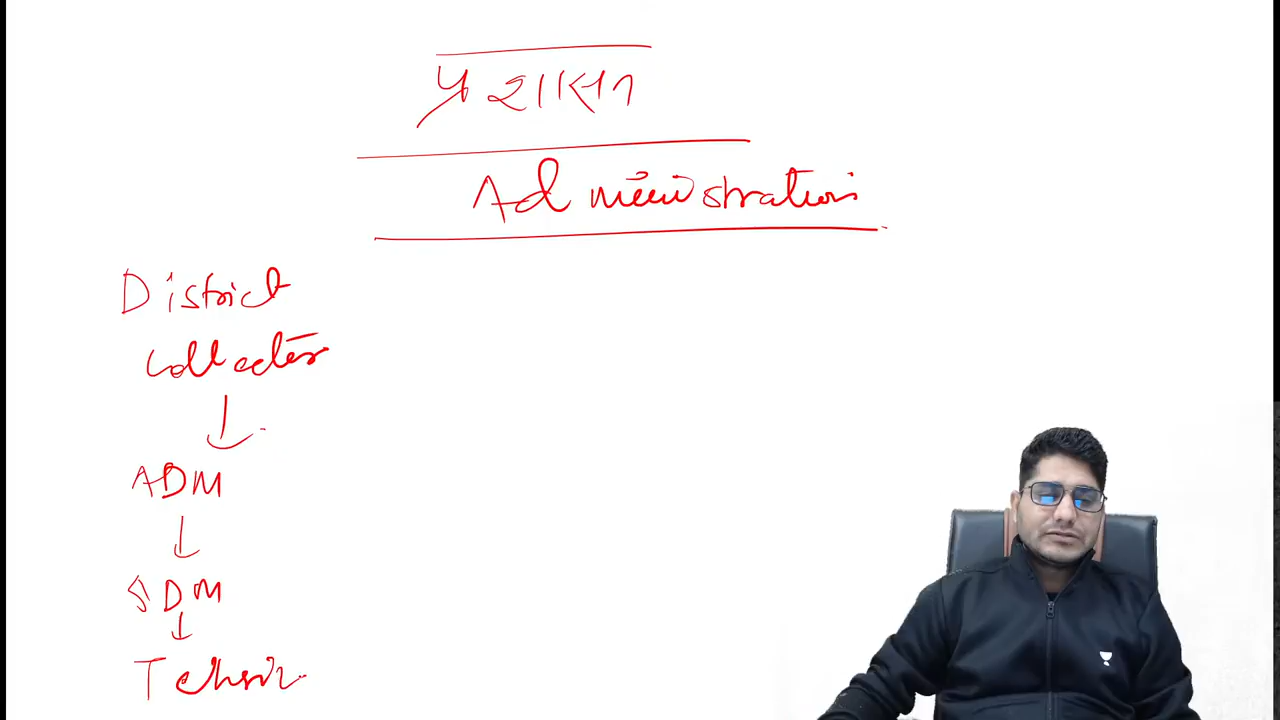 प्रशासन
Administration
District
Collector
ADM
SDM
Tehsil